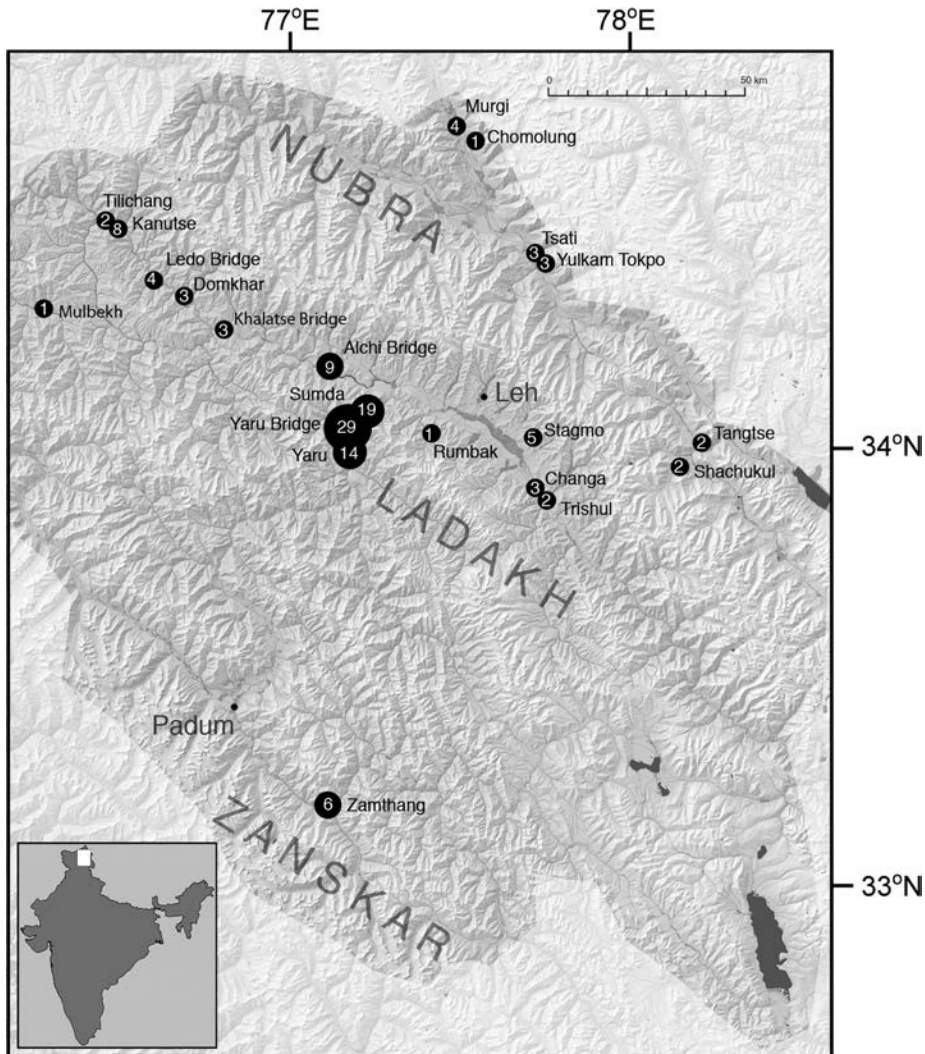 77°E
78°E
0
50 km
Murgi
4
1
Chomolung
NUBRA
Tilichang
2
8
Kanutse
Tsati
3
3
Yulkam Tokpo
Ledo Bridge
4
Domkhar
3
1
Mulbekh
Khalatse Bridge
3
Alchi Bridge
9
Leh
Sumda
19
Yaru Bridge
29
Yaru
14
1
Rumbak
Stagmo
5
Tangtse
2
34°N
Shachukul
2
Changa
3
2
Trishul
LADAKH
Padum
6
Zamthang
ZANSKAR
33°N